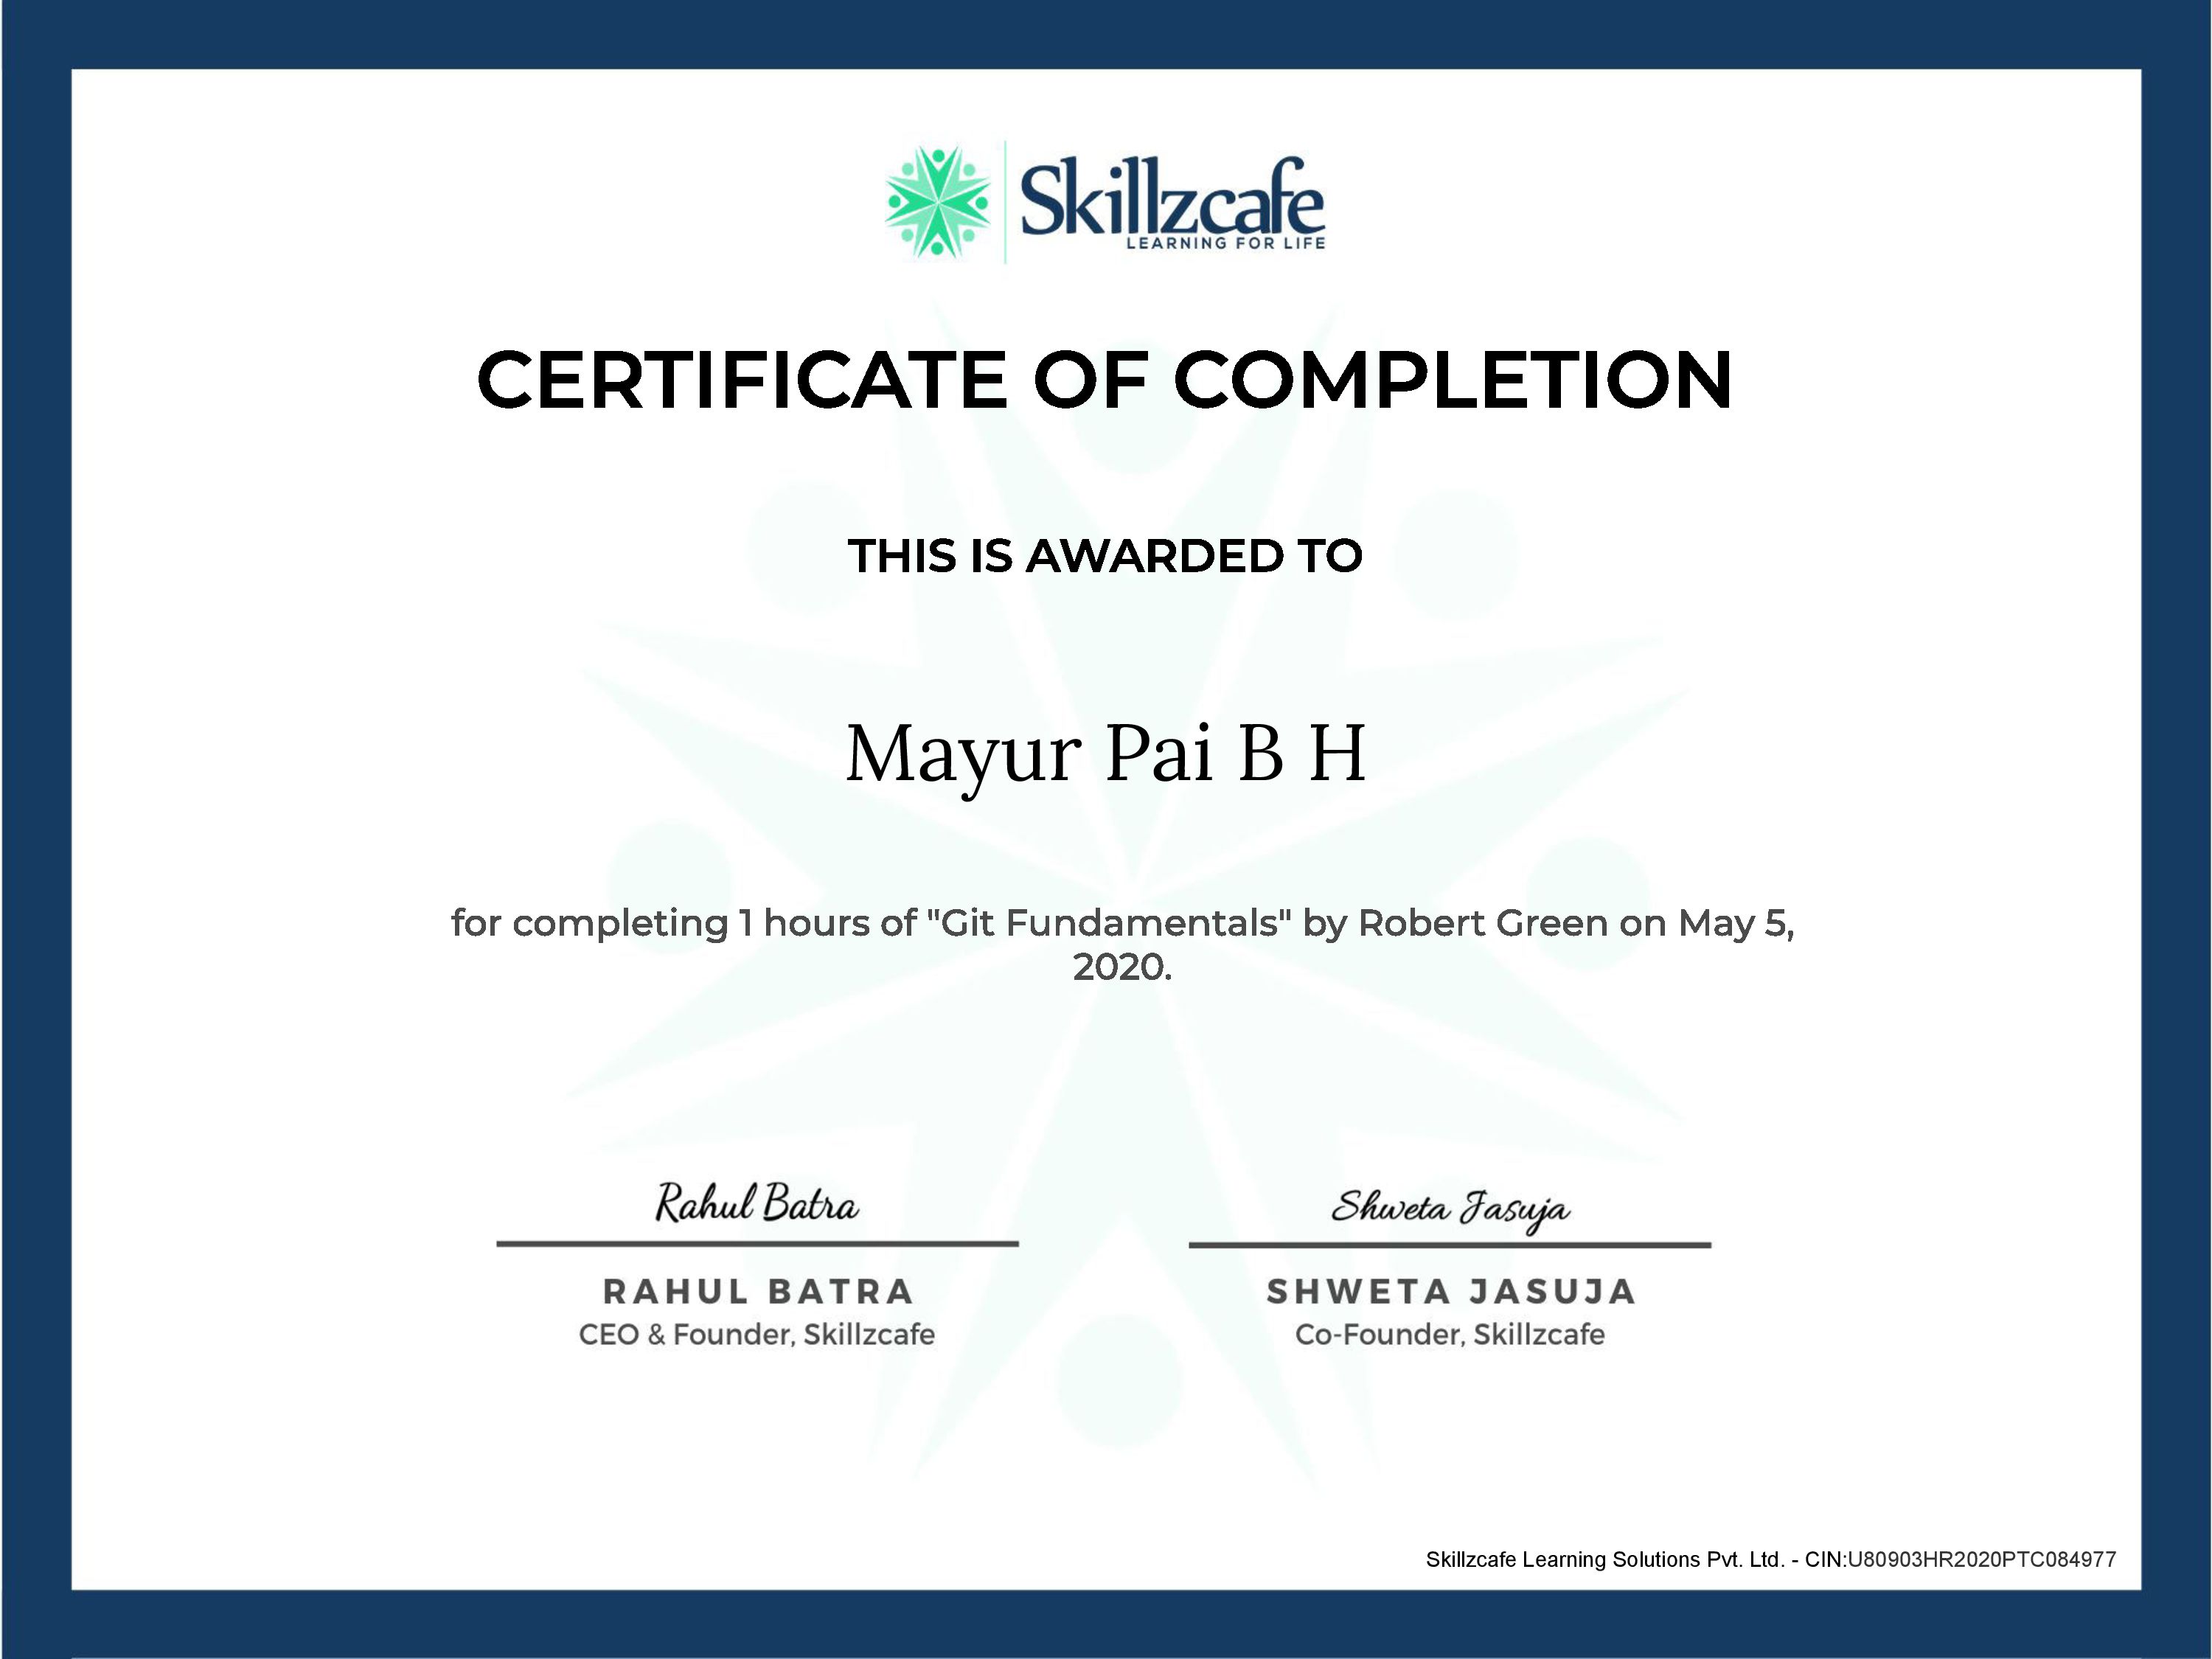 Skillzcafe
LEARNING FOR LIFE
CERTIFICATE OF COMPLETION
THIS IS AWARDED TO
Mayur Pai B H
for completing 1 hours of "Git Fundamentals" by Robert Green on May 5,
2020.
Rahul Batra
RAHUL BATRA
CEO & Founder, Skillzcafe
Shweta Jasuja
SHWETA JASUJA
Co-Founder, Skillzcafe
Skillzcafe Learning Solutions Pvt. Ltd. - CIN:U80903HR2020PTC084977